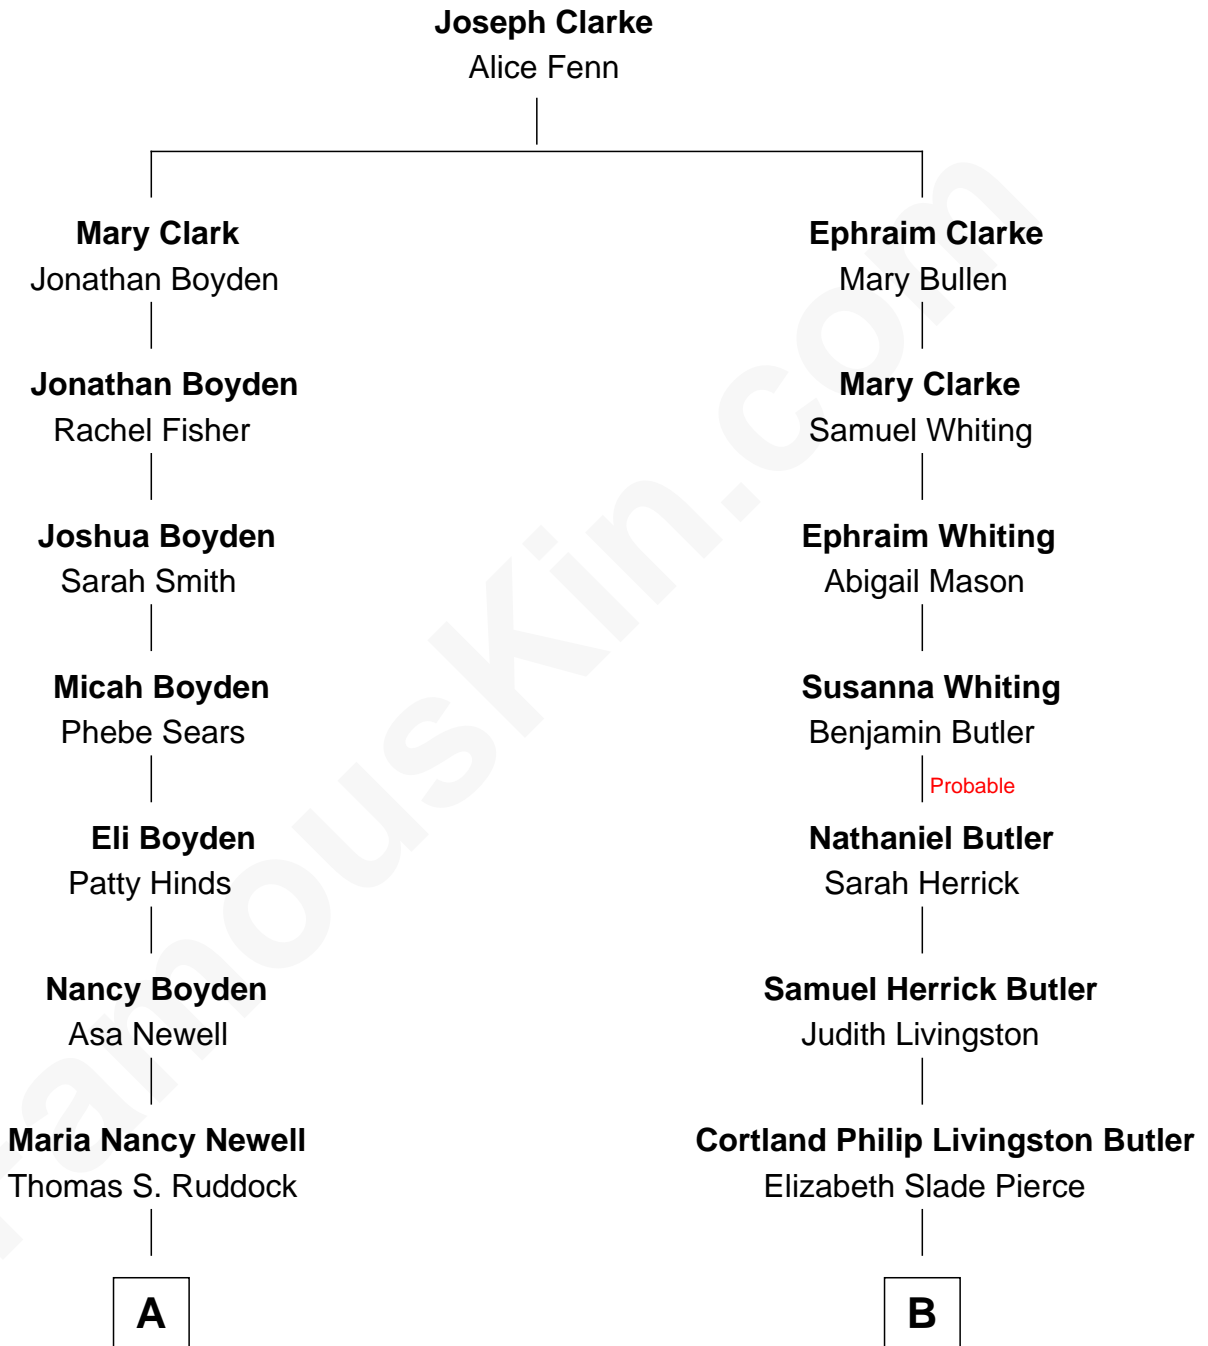 Joseph Clarke
Alice Fenn
Mary Clark
Jonathan Boyden
Ephraim Clarke
Mary Bullen
Jonathan Boyden
Rachel Fisher
Mary Clarke
Samuel Whiting
Joshua Boyden
Sarah Smith
Ephraim Whiting
Abigail Mason
Micah Boyden
Phebe Sears
Susanna Whiting
Benjamin Butler
Probable
Eli Boyden
Patty Hinds
Nathaniel Butler
Sarah Herrick
Nancy Boyden
Asa Newell
Samuel Herrick Butler
Judith Livingston
Maria Nancy Newell
Thomas S. Ruddock
Cortland Philip Livingston Butler
Elizabeth Slade Pierce
A
B
FamousKin.com